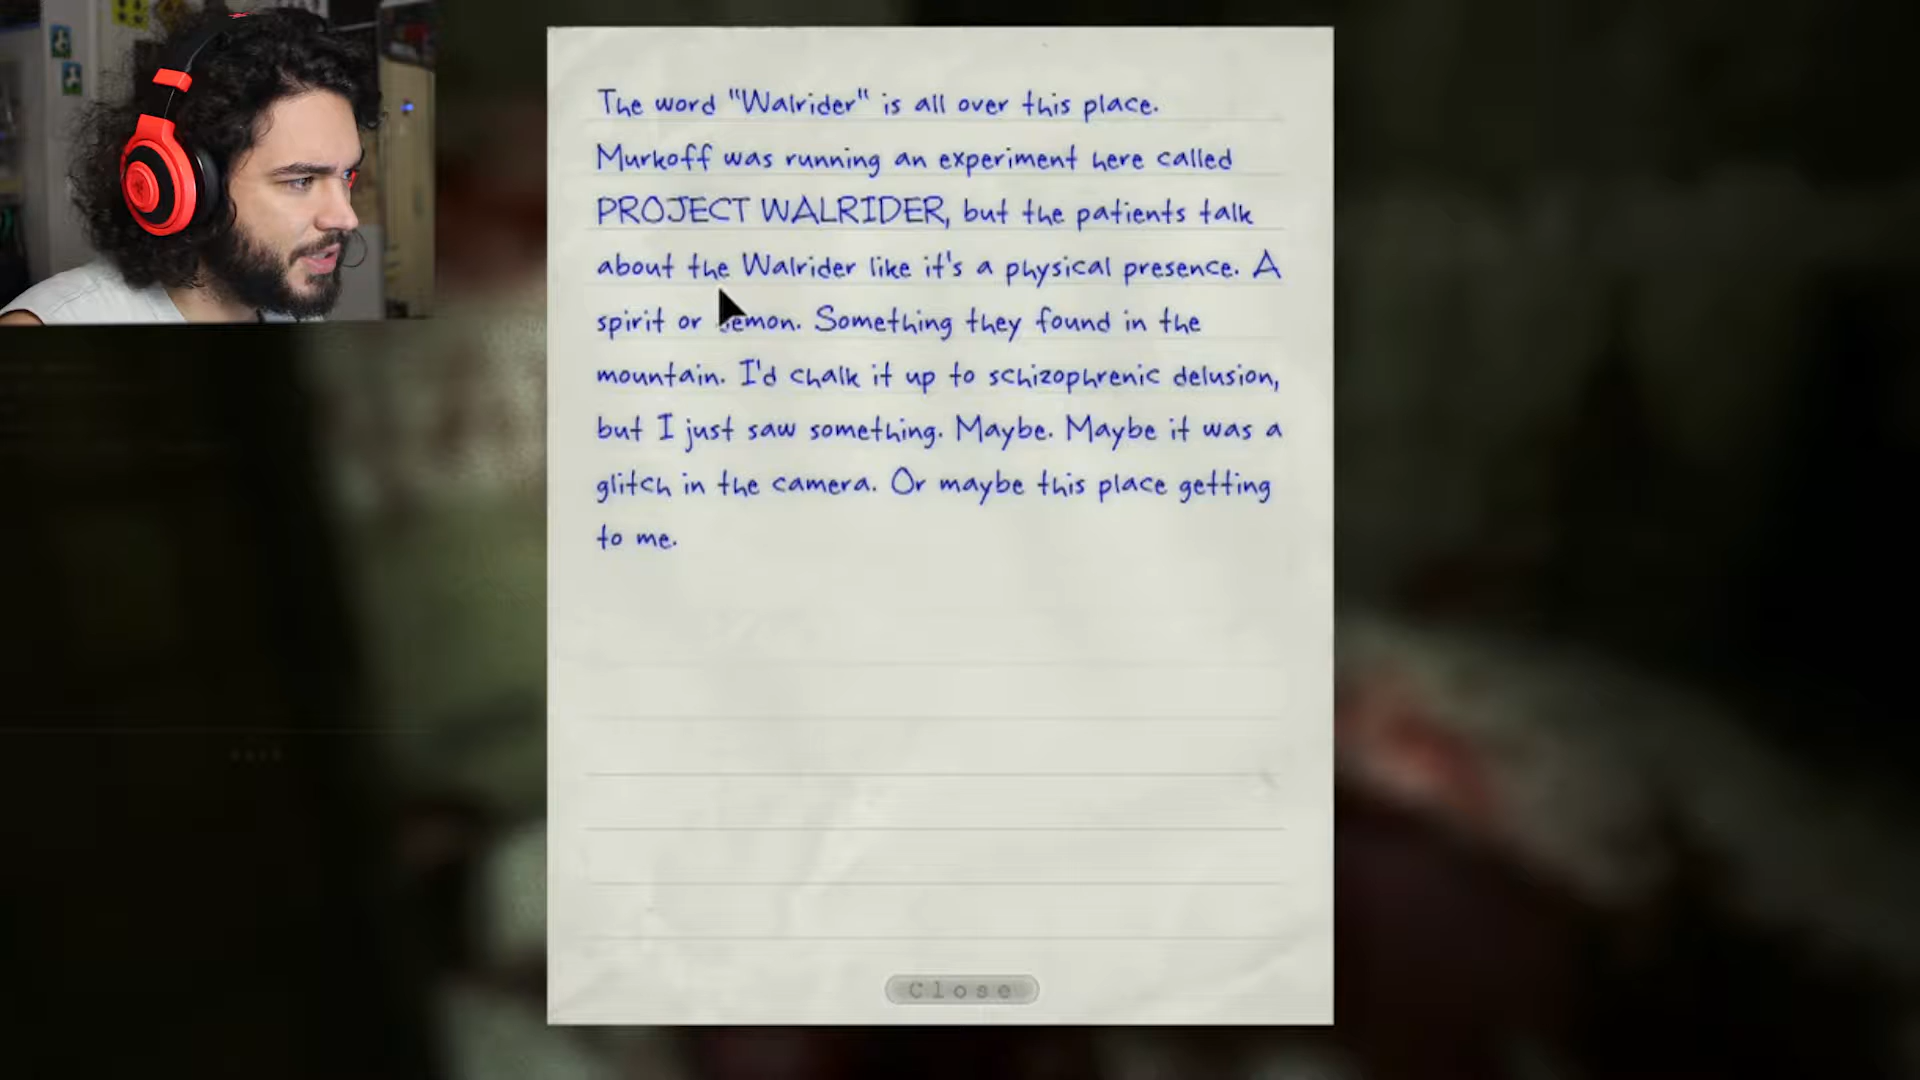 The word "Walrider" is all over this place.
Murkoff was running an experiment here called
PROJECT WALRIDER, but the patients talk
about the Walrider like it's a physical presence. A
spirit or demon. Something they found in the
mountain. I'd chalk it up to schizophrenic delusion,
but I just saw something. Maybe. Maybe it was a
glitch in the camera. Or maybe this place getting
to me.
Close